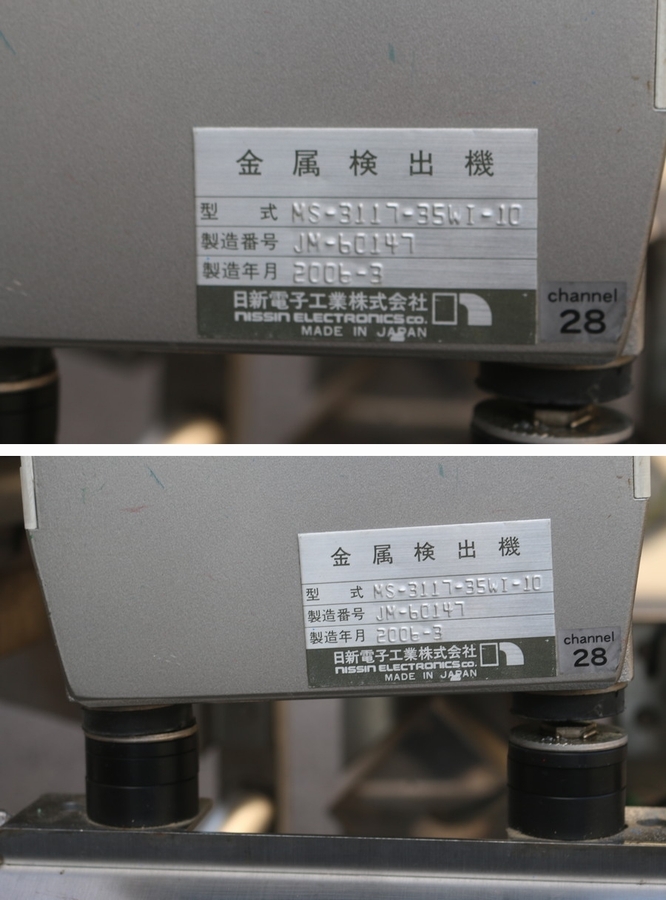 金属検出機
型式 MS-3117-35WI-10
製造番号 JM-60147
製造年月 2006-3
日新電子工業株式会社
NISSIN ELECTRONICS CO.
MADE IN JAPAN
channel
28
金属検出機
型式 MS-3117-35WI-10
製造番号 JM-60147
製造年月 2006-3
日新電子工業株式会社
NISSIN ELECTRONICS CO.
MADE IN JAPAN
channel
28